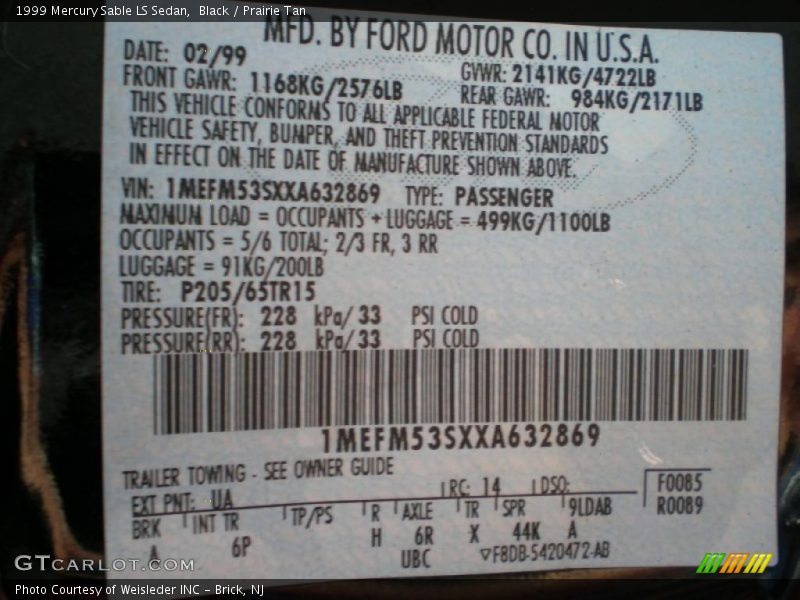 1999 Mercury Sable LS Sedan,  Black / Prairie Tan
MFD. BY FORD MOTOR CO. IN U.S.A.
DATE: 02/99 GVWR: 2141KG/4722LB
FRONT GAWR: 1168KG/2576LB REAR GAWR: 984KG/2171LB
THIS VEHICLE CONFORMS TO ALL APPLICABLE FEDERAL MOTOR
VEHICLE SAFETY, BUMPER, AND THEFT PREVENTION STANDARDS
IN EFFECT ON THE DATE OF MANUFACTURE SHOWN ABOVE.
VIN: 1MEFM53SXXA632869 TYPE: PASSENGER
MAXIMUM LOAD = OCCUPANTS + LUGGAGE = 499KG/1100LB
OCCUPANTS = 5/6 TOTAL; 2/3 FR, 3 RR
LUGGAGE = 91KG/200LB
TIRE: P205/65TR15
PRESSURE(FR): 228 kPa/ 33 PSI COLD
PRESSURE(RR): 228 kPa/ 33 PSI COLD
1MEFM53SXXA632869
TRAILER TOWING - SEE OWNER GUIDE
EXT PNT: UA RC: 14 DSO: F0085
BRK INT TR TP/PS R AXLE TR SPR 9LDAB R0089
A 6P H 6R X 44K A
UBC F8DB-5420472-AB
GTCARLOT.COM
Photo Courtesy of Weisleder INC - Brick, NJ